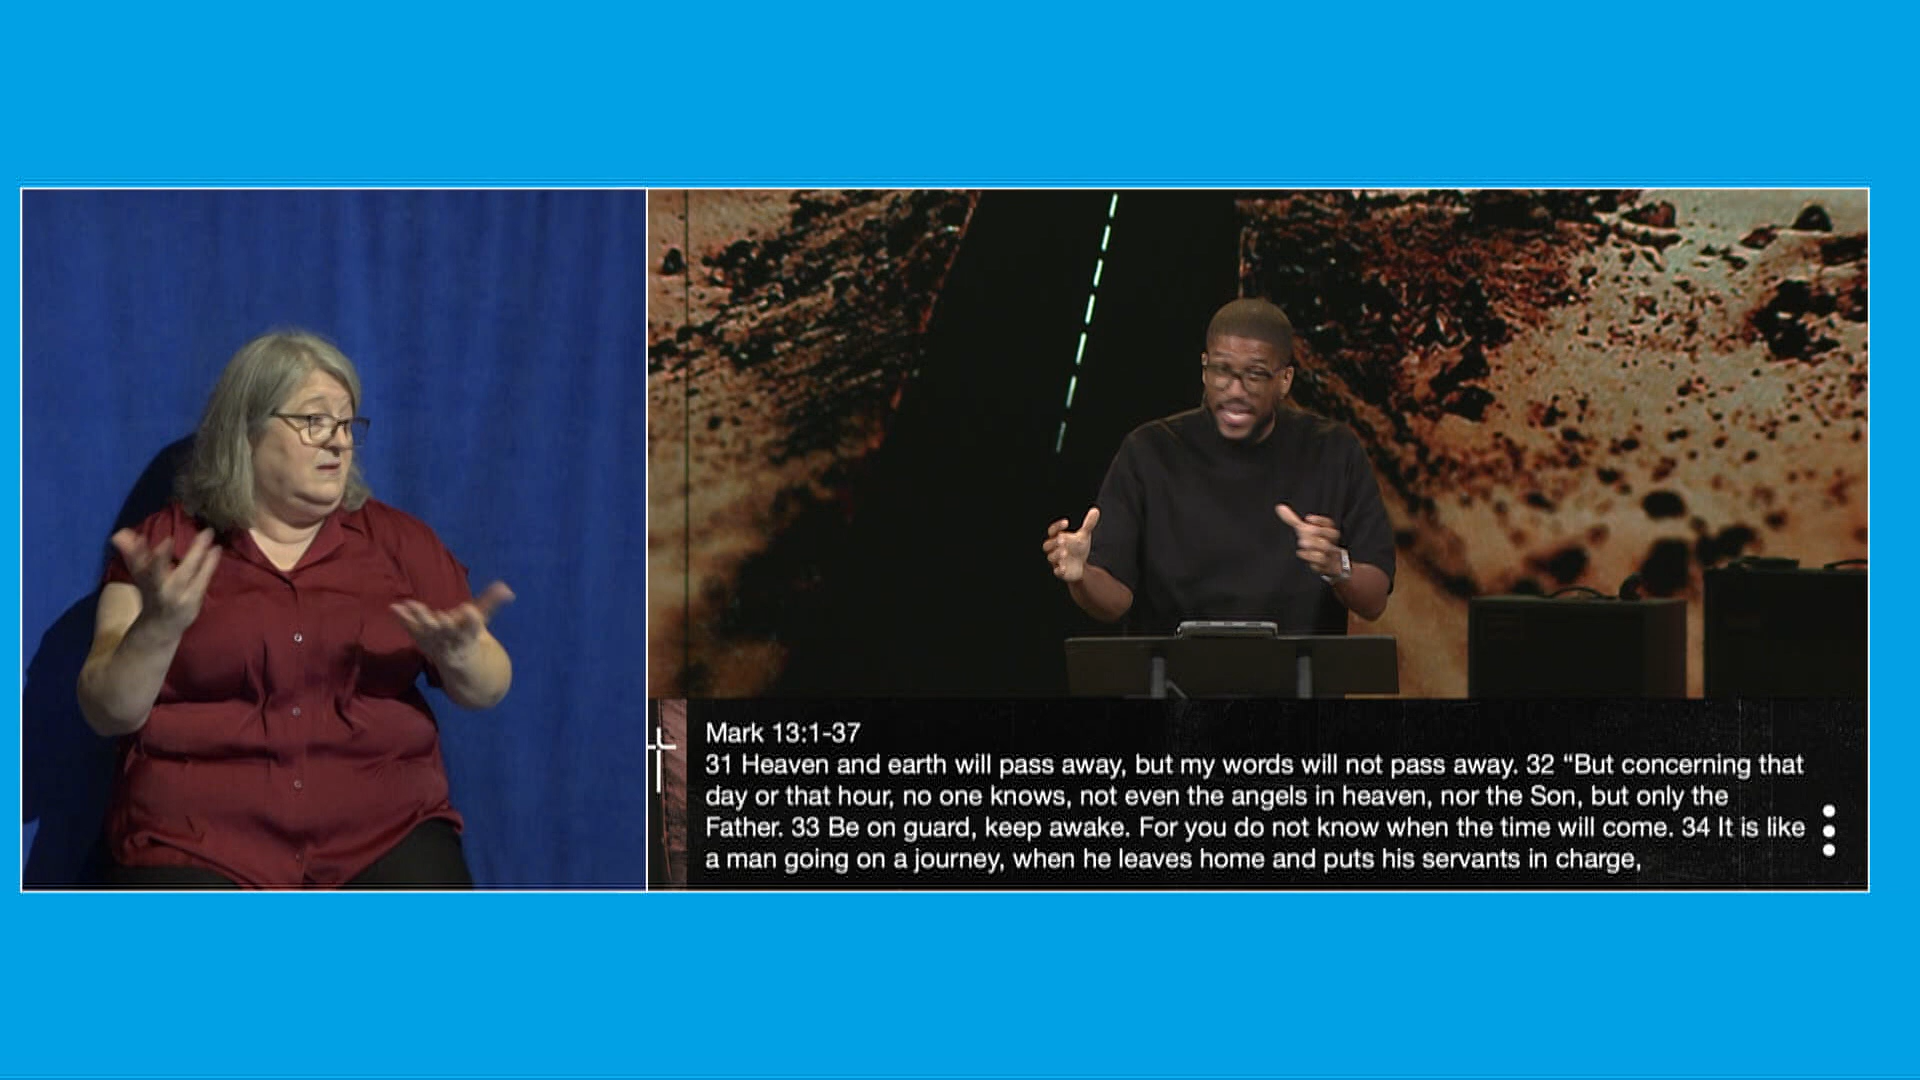 Mark 13:1-37
31 Heaven and earth will pass away, but my words will not pass away. 32 “But concerning that
day or that hour, no one knows, not even the angels in heaven, nor the Son, but only the
Father. 33 Be on guard, keep awake. For you do not know when the time will come. 34 It is like
a man going on a journey, when he leaves home and puts his servants in charge,